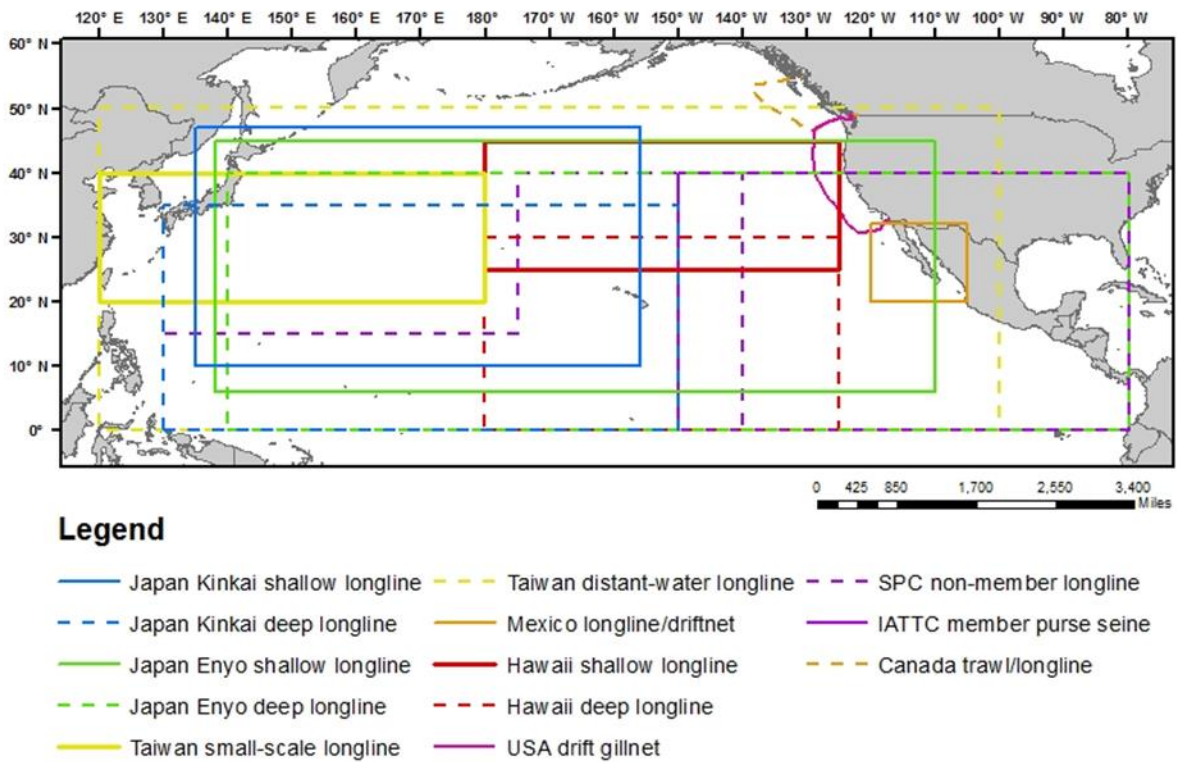 120° E 130° E 140° E 150° E 160° E 170° E 180° 170° W 160° W 150° W 140° W 130° W 120° W 110° W 100° W 90° W 80° W
60° N
50° N
40° N
30° N
20° N
10° N
0°
0 425 850 1,700 2,550 3,400
Miles
Legend
Japan Kinkai shallow longline
Japan Kinkai deep longline
Japan Enyo shallow longline
Japan Enyo deep longline
Taiwan small-scale longline
Taiwan distant-water longline
Mexico longline/driftnet
Hawaii shallow longline
Hawaii deep longline
USA drift gillnet
SPC non-member longline
IATTC member purse seine
Canada trawl/longline